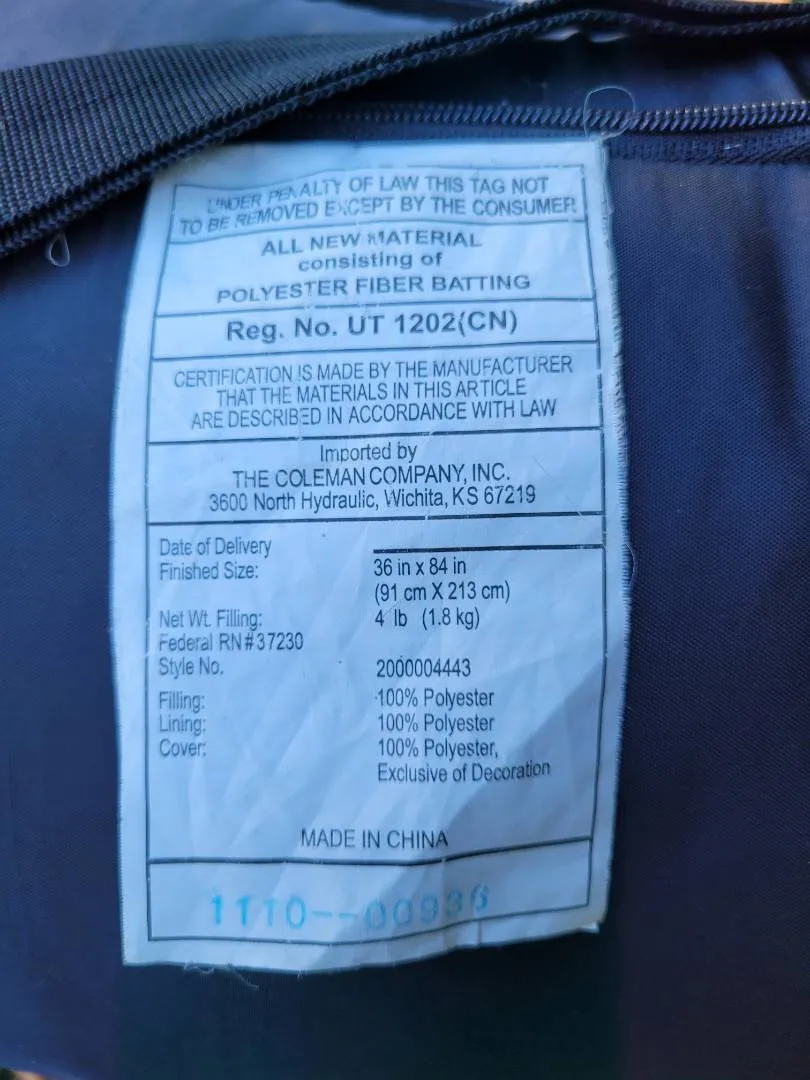 UNDER PENALTY OF LAW THIS TAG NOT
TO BE REMOVED EXCEPT BY THE CONSUMER
ALL NEW MATERIAL
consisting of
POLYESTER FIBER BATTING
Reg. No. UT 1202(CN)
CERTIFICATION IS MADE BY THE MANUFACTURER
THAT THE MATERIALS IN THIS ARTICLE
ARE DESCRIBED IN ACCORDANCE WITH LAW
Imported by
THE COLEMAN COMPANY, INC.
3600 North Hydraulic, Wichita, KS 67219
Date of Delivery
Finished Size: 36 in x 84 in
(91 cm X 213 cm)
Net Wt. Filling: 4 lb (1.8 kg)
Federal RN#37230
Style No. 2000004443
Filling: 100% Polyester
Lining: 100% Polyester
Cover: 100% Polyester,
Exclusive of Decoration
MADE IN CHINA
1110--00936